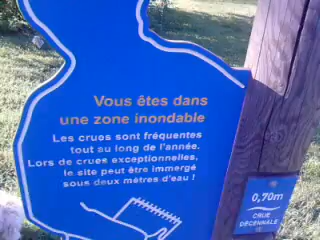 Vous êtes dans
une zone inondable
Les crues sont fréquentes
tout au long de l'année.
Lors de crues exceptionnelles,
le site peut être immergé
sous deux mètres d'eau !
0,70m
CRUE
DÉCENNALE